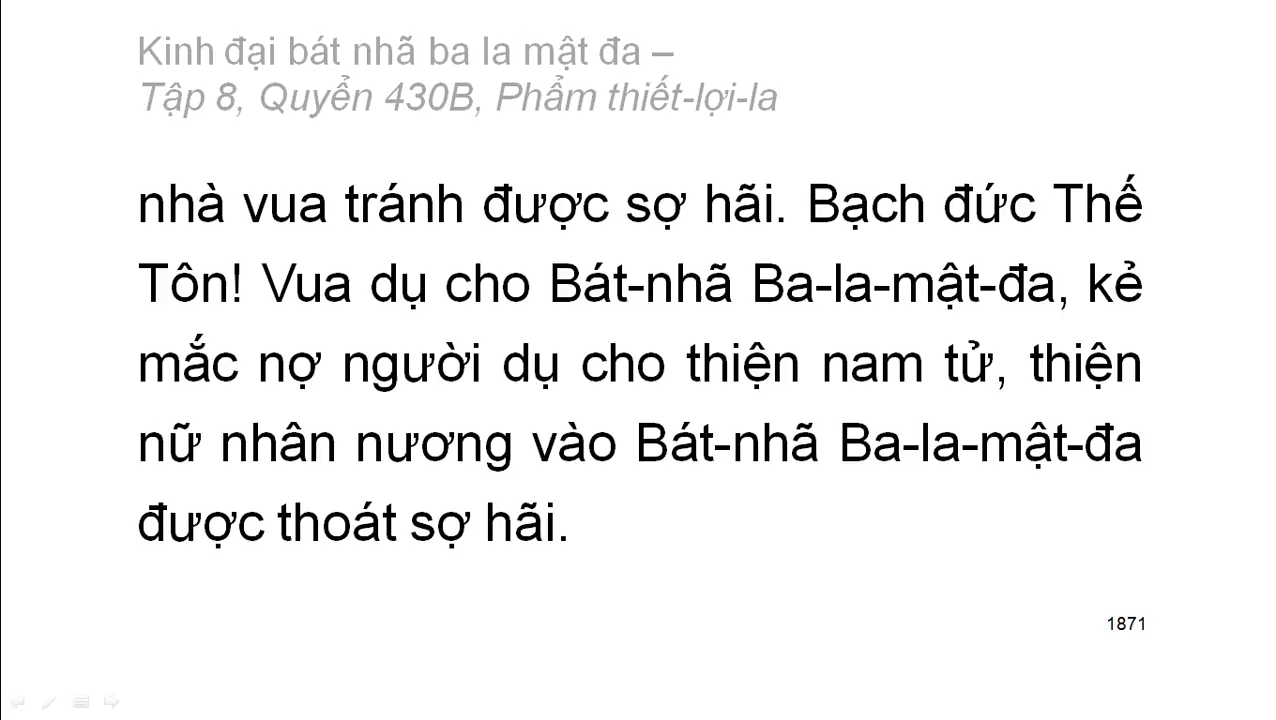 Kinh đại bát nhã ba la mật đa –
Tập 8, Quyển 430B, Phẩm thiết-lợi-la
nhà vua tránh được sợ hãi. Bạch đức Thế
Tôn! Vua dụ cho Bát-nhã Ba-la-mật-đa, kẻ
mắc nợ người dụ cho thiện nam tử, thiện
nữ nhân nương vào Bát-nhã Ba-la-mật-đa
được thoát sợ hãi.
1871